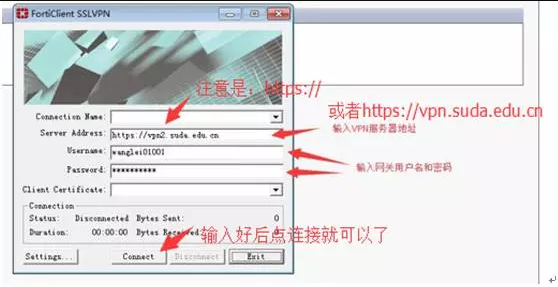 FortiClient SSLVPN
注意是：https://
Connection Name:
或者https://vpn.suda.edu.cn
Server Address: https://vpn2.suda.edu.cn
输入VPN服务器地址
Username: wanglei01001
输入网关用户名和密码
Password: **********
Client Certificate:
Connection
Status: Disconnected Bytes Sent: 0
Duration: 00:00:00 Bytes Received: 0
输入好后点连接就可以了
Settings... Connect Disconnect Exit